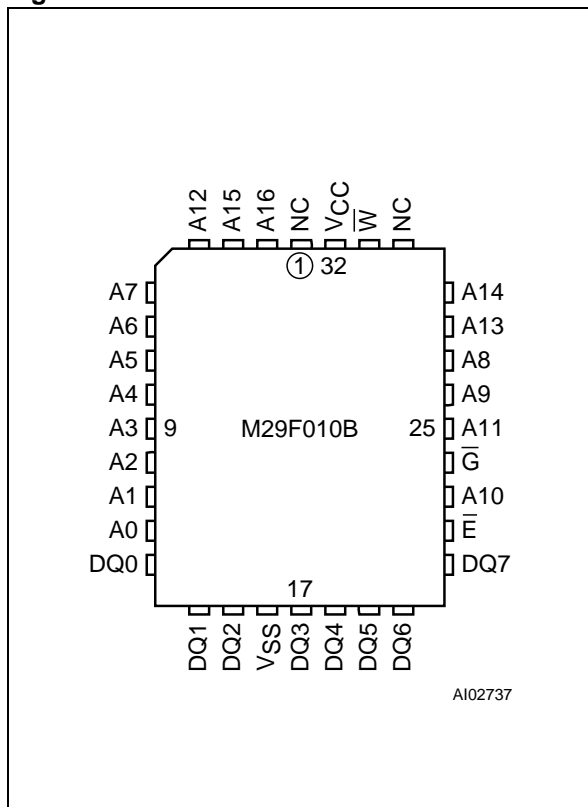 A12 A15 A16 NC VCC W̅ NC
① 32
A7 A14
A6 A13
A5 A8
A4 A9
A3 9 M29F010B 25 A11
A2 G̅
A1 A10
A0 E̅
DQ0 DQ7
17
DQ1 DQ2 VSS DQ3 DQ4 DQ5 DQ6
AI02737